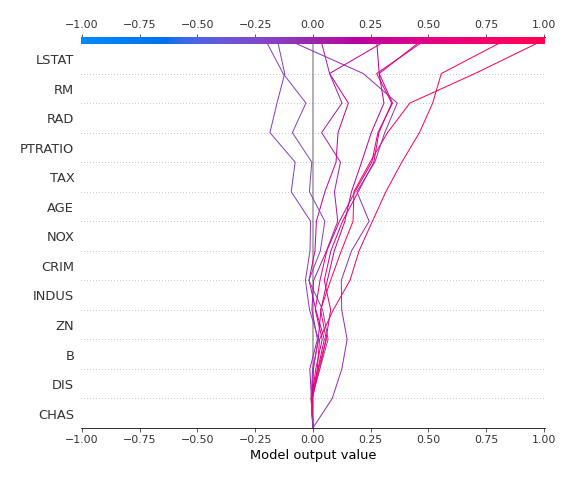 −1.00 −0.75 −0.50 −0.25 0.00 0.25 0.50 0.75 1.00
LSTAT
RM
RAD
PTRATIO
TAX
AGE
NOX
CRIM
INDUS
ZN
B
DIS
CHAS
−1.00 −0.75 −0.50 −0.25 0.00 0.25 0.50 0.75 1.00
Model output value